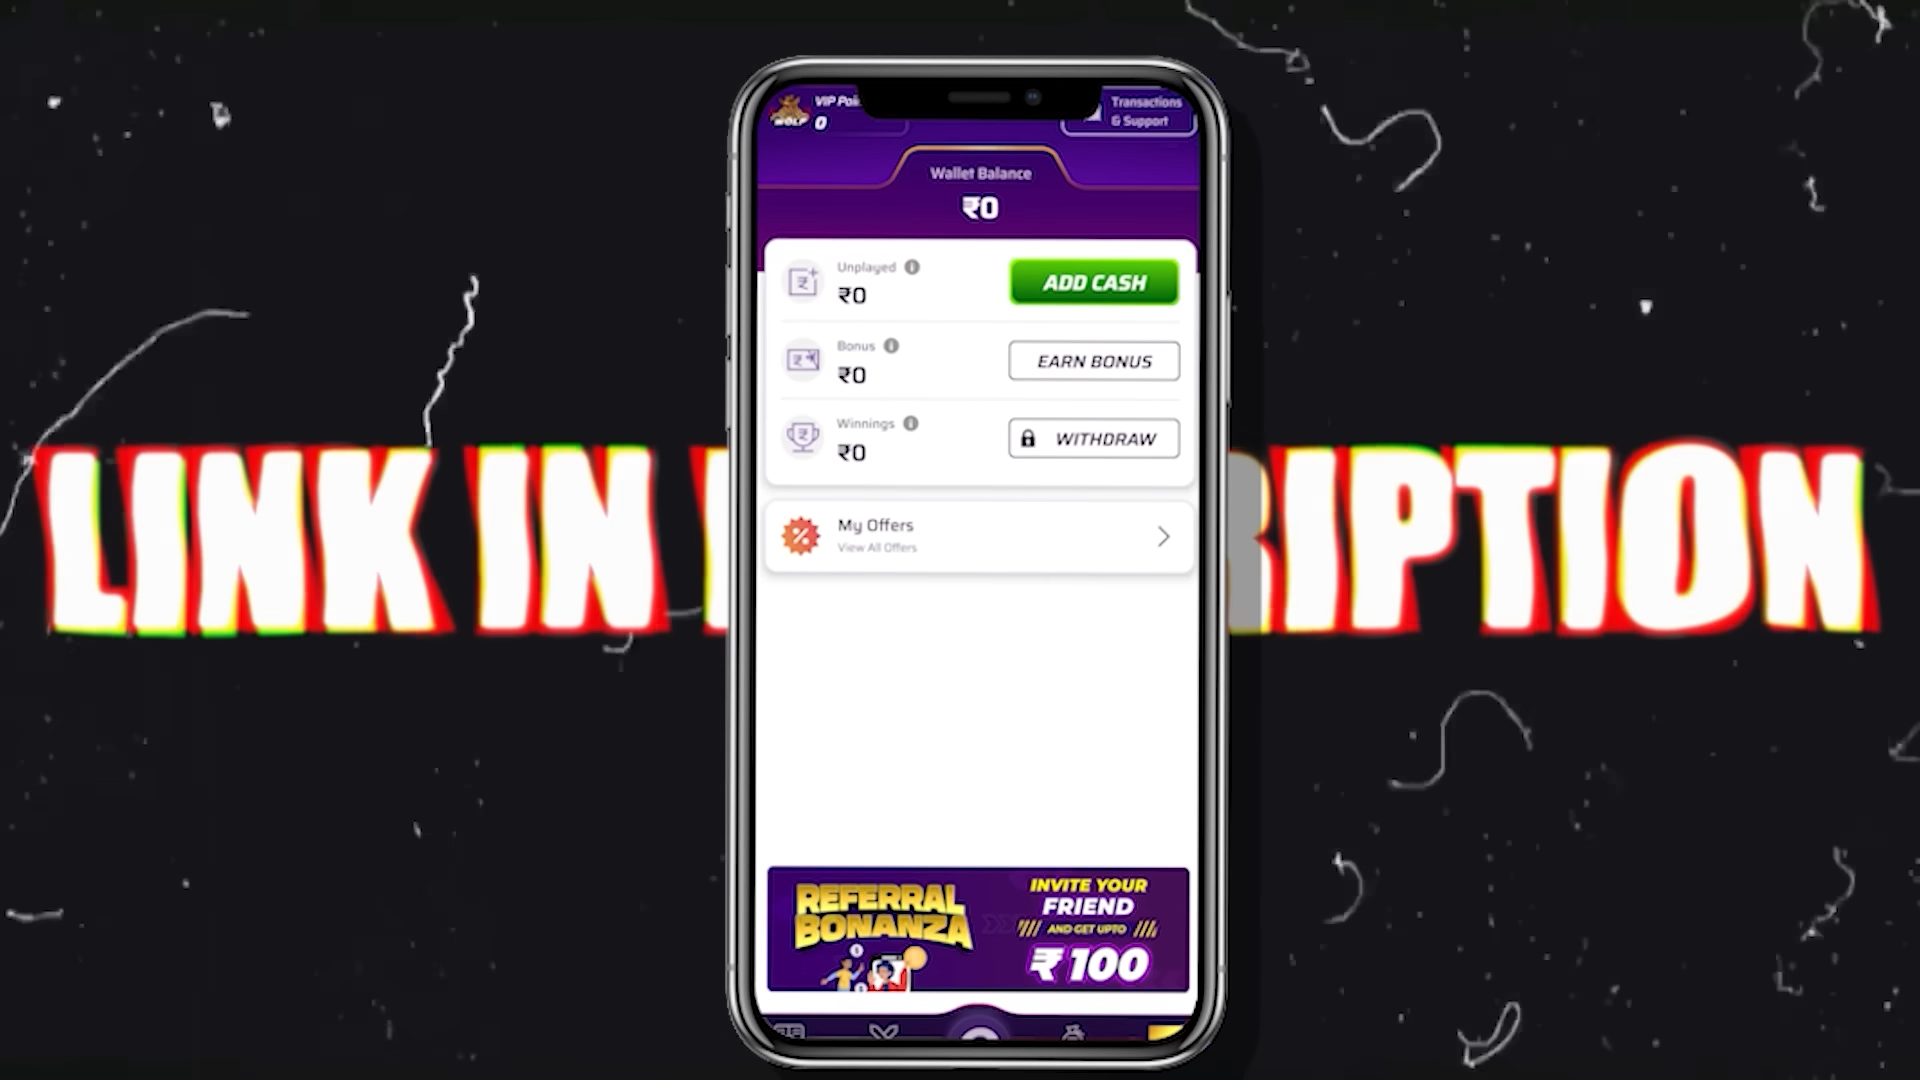 WOLF
VIP Poi
0
Transactions
& Support
Wallet Balance
₹0
Unplayed
₹0
ADD CASH
Bonus
₹0
EARN BONUS
Winnings
₹0
WITHDRAW
LINK IN
RIPTION
My Offers
View All Offers
REFERRAL
BONANZA
INVITE YOUR
FRIEND
AND GET UPTO
₹100